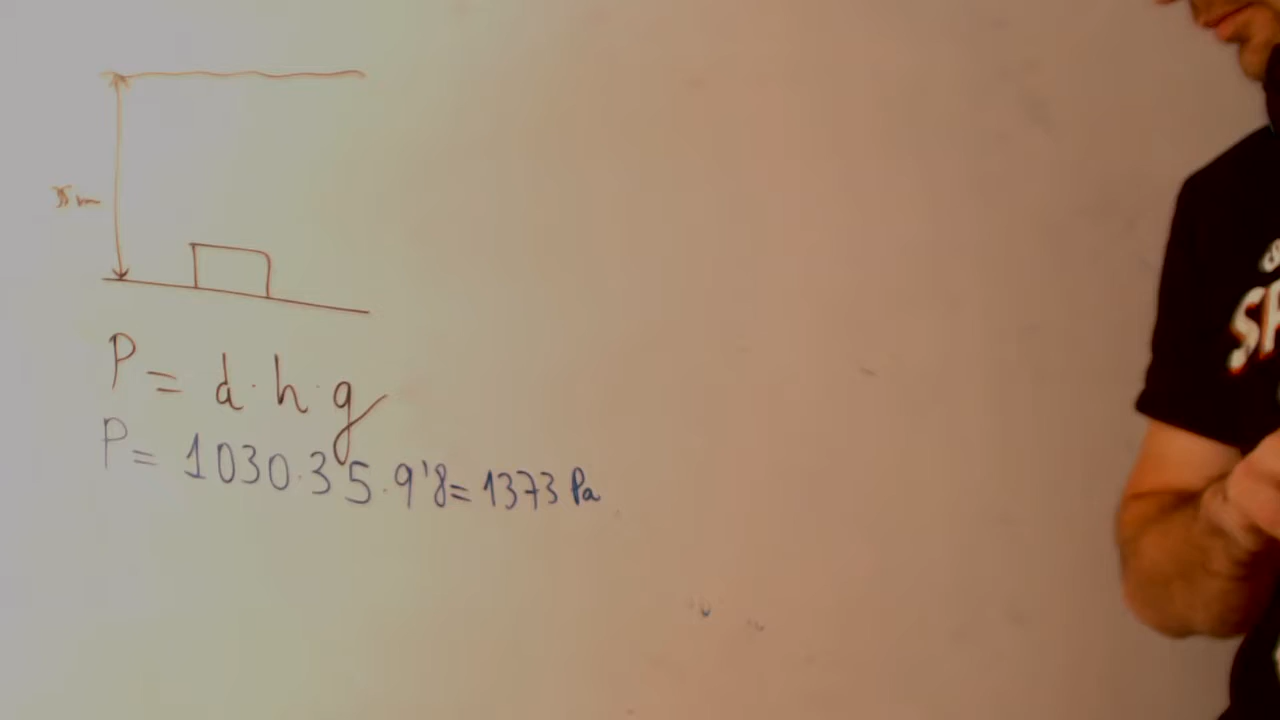 35 m
P = d · h · g
P = 1030 · 35 · 9'8 = 1373 Pa